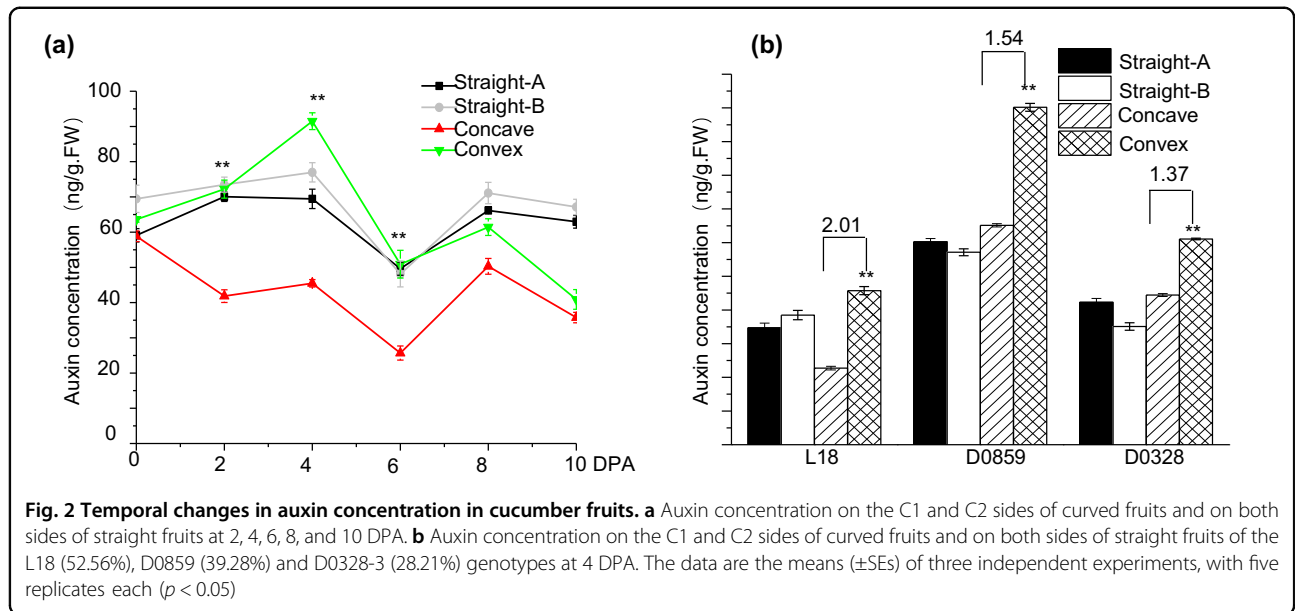 (a)
Straight-A
Straight-B
Concave
Convex
Auxin concentration (ng/g.FW)
100
80
60
40
20
0
**
**
**
0
2
4
6
8
10 DPA
(b)
Straight-A
Straight-B
Concave
Convex
Auxin concentration (ng/g.FW)
2.01
**
1.54
**
1.37
**
L18
D0859
D0328
Fig. 2 Temporal changes in auxin concentration in cucumber fruits. a Auxin concentration on the C1 and C2 sides of curved fruits and on both
sides of straight fruits at 2, 4, 6, 8, and 10 DPA. b Auxin concentration on the C1 and C2 sides of curved fruits and on both sides of straight fruits of the
L18 (52.56%), D0859 (39.28%) and D0328-3 (28.21%) genotypes at 4 DPA. The data are the means (±SEs) of three independent experiments, with five
replicates each (p < 0.05)